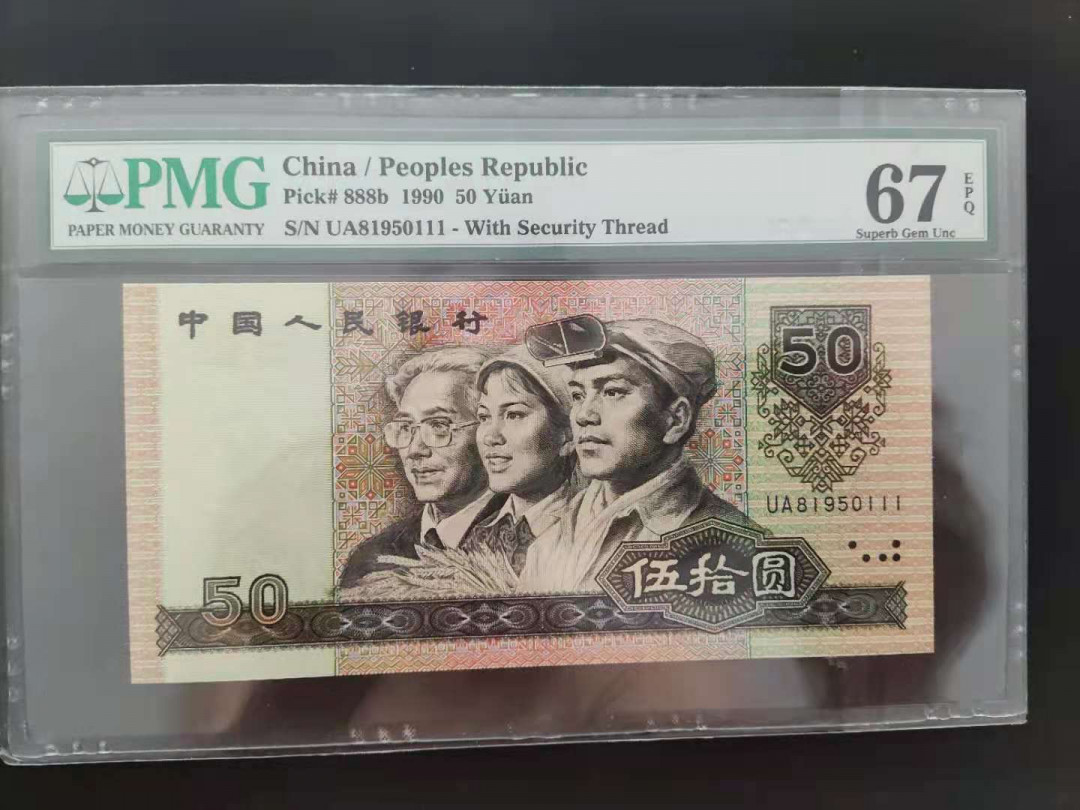 PMG
PAPER MONEY GUARANTY
China / Peoples Republic
Pick# 888b 1990 50 Yüan
S/N UA81950111 - With Security Thread
67
EPQ
Superb Gem Unc
中国人民银行
50
UA81950111
伍拾圆
50